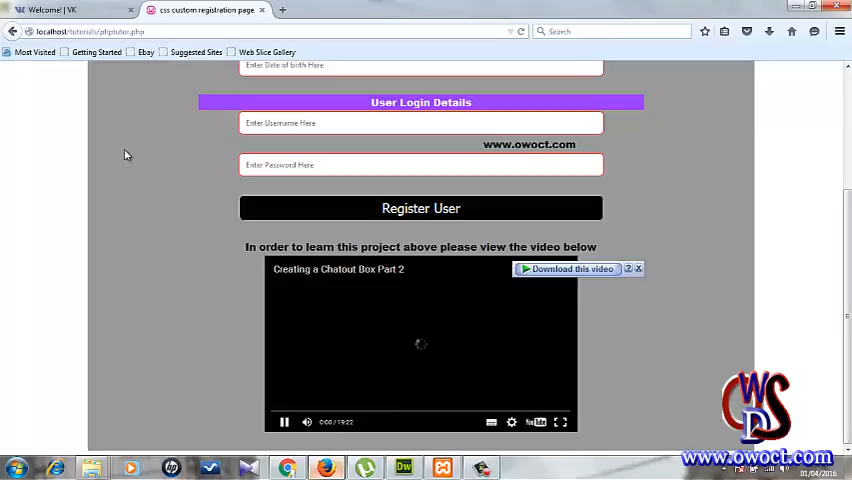 Welcome! | VK
css custom registration page
localhost/tutorials/phptutor.php
Search
Most Visited
Getting Started
Ebay
Suggested Sites
Web Slice Gallery
Enter Date of birth Here
User Login Details
Enter Username Here
www.owoct.com
Enter Password Here
Register User
In order to learn this project above please view the video below
Creating a Chatout Box Part 2
Download this video
?
X
0:00 / 19:22
YouTube
hp
Dw
www.owoct.com
01/04/2016